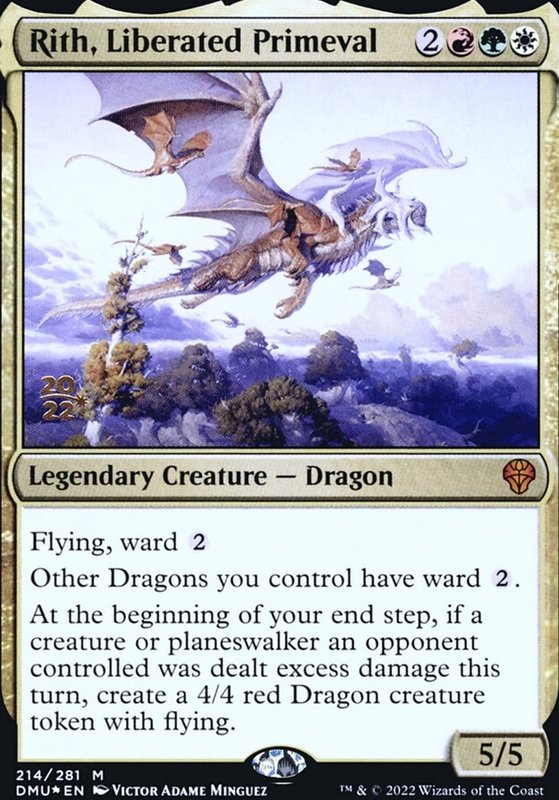 Rith, Liberated Primeval 2
20
22
Legendary Creature — Dragon
Flying, ward 2
Other Dragons you control have ward 2.
At the beginning of your end step, if a
creature or planeswalker an opponent
controlled was dealt excess damage this
turn, create a 4/4 red Dragon creature
token with flying.
5/5
214/281 M
DMU★EN Victor Adame Minguez
™ & © 2022 Wizards of the Coast